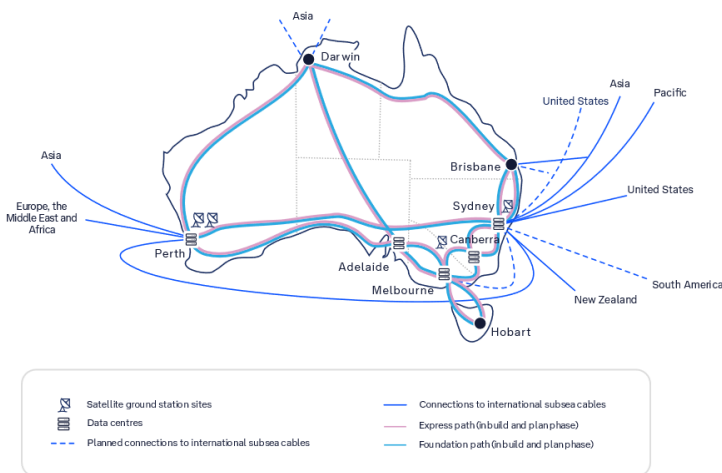 Asia
Darwin
Asia
United States
Pacific
Asia
Brisbane
United States
Europe, the
Middle East and
Africa
Sydney
Canberra
Perth
Adelaide
Melbourne
South America
New Zealand
Hobart
Satellite ground station sites
Connections to international subsea cables
Data centres
Express path (in build and plan phase)
Planned connections to international subsea cables
Foundation path (in build and plan phase)